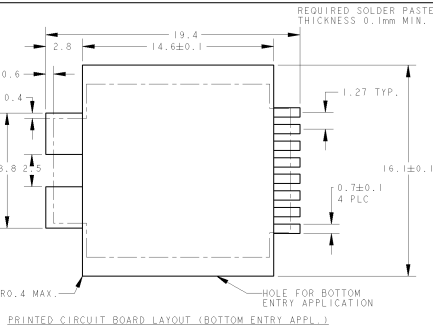 REQUIRED SOLDER PASTE
THICKNESS 0.1mm MIN.
19.4
2.8
14.6±0.1
0.6
0.4
1.27 TYP.
8.8
2.5
16.1±0.1
0.7±0.1
4 PLC
R0.4 MAX.
HOLE FOR BOTTOM
ENTRY APPLICATION
PRINTED CIRCUIT BOARD LAYOUT (BOTTOM ENTRY APPL.)